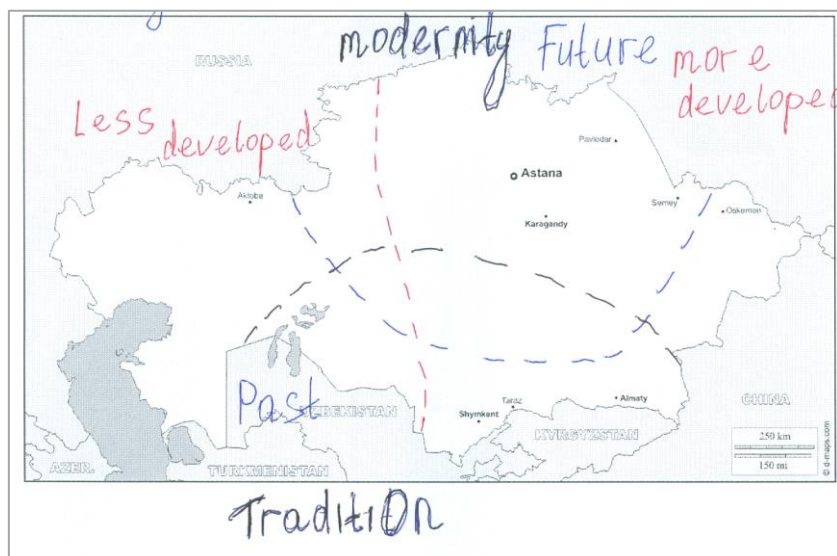 modernity Future more
developed
RUSSIA
Less developed
Pavlodar
Astana
Aktobe
Semey
Oskemen
Karagandy
Past
UZBEKISTAN
Taraz
Almaty
Shymkent
CHINA
KYRGYZSTAN
AZER.
TURKMENISTAN
250 km
150 mi
© d-maps.com
TraditiOn